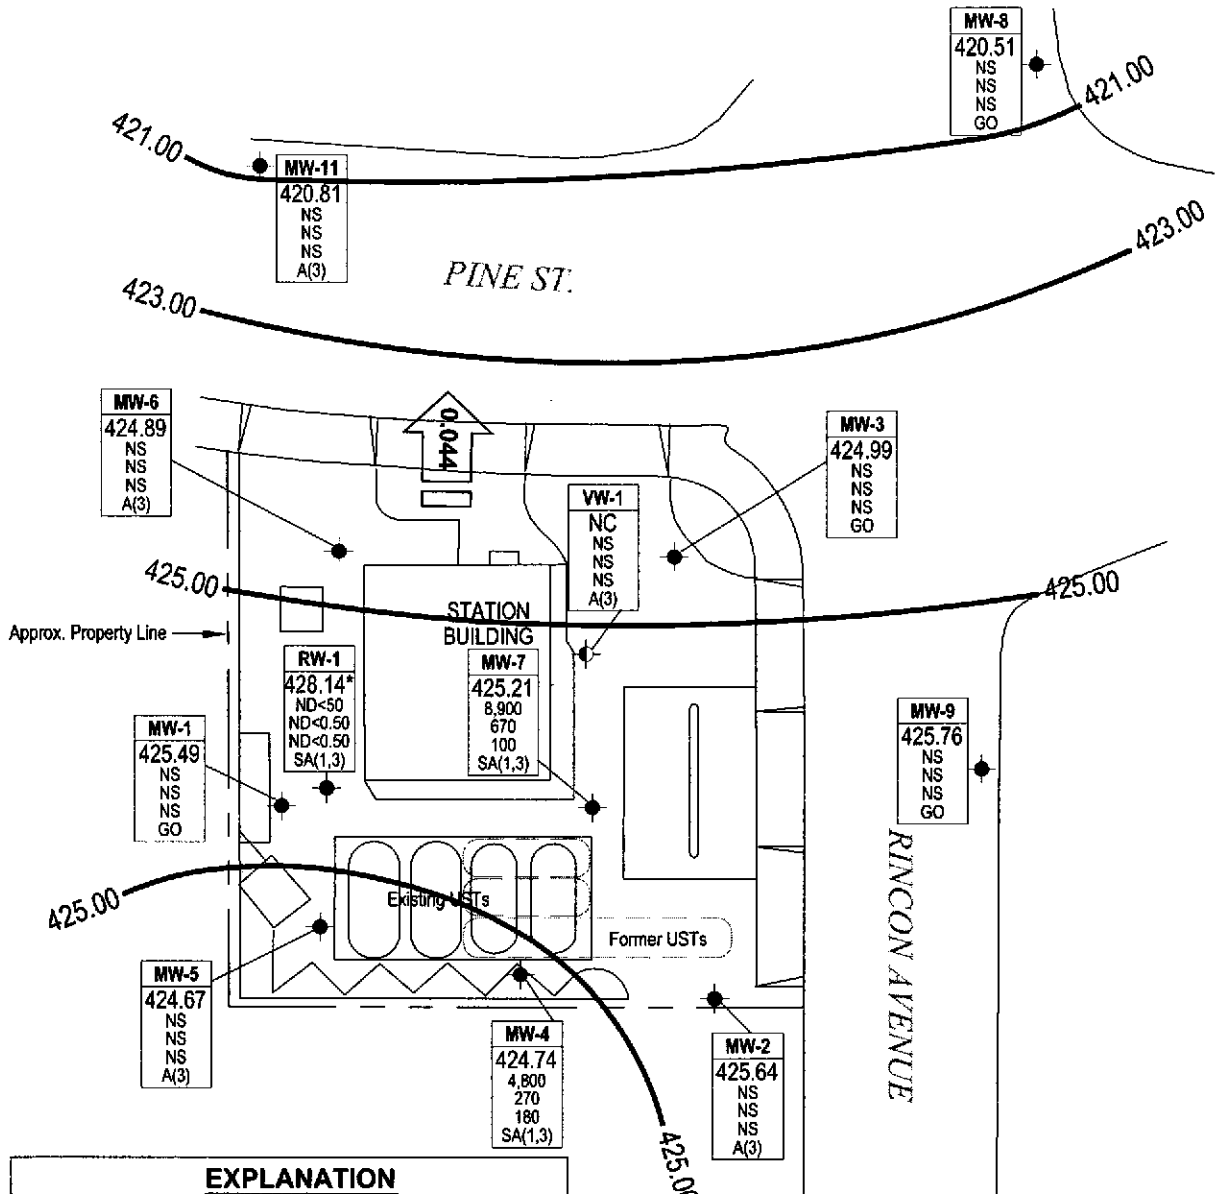 MW-8
420.51
NS
NS
NS
GO
421.00
421.00
MW-11
420.81
NS
NS
NS
A(3)
PINE ST.
423.00
423.00
MW-6
424.89
NS
NS
NS
A(3)
0.044
MW-3
424.99
NS
NS
NS
GO
VW-1
NC
NS
NS
NS
A(3)
425.00
425.00
STATION
BUILDING
Approx. Property Line
RW-1
428.14*
ND<50
ND<0.50
ND<0.50
SA(1,3)
MW-7
425.21
8,900
670
100
SA(1,3)
MW-1
425.49
NS
NS
NS
GO
MW-9
425.76
NS
NS
NS
GO
RINCON AVENUE
425.00
Existing USTs
Former USTs
MW-5
424.67
NS
NS
NS
A(3)
MW-4
424.74
4,800
270
180
SA(1,3)
MW-2
425.64
NS
NS
NS
A(3)
425.00
EXPLANATION